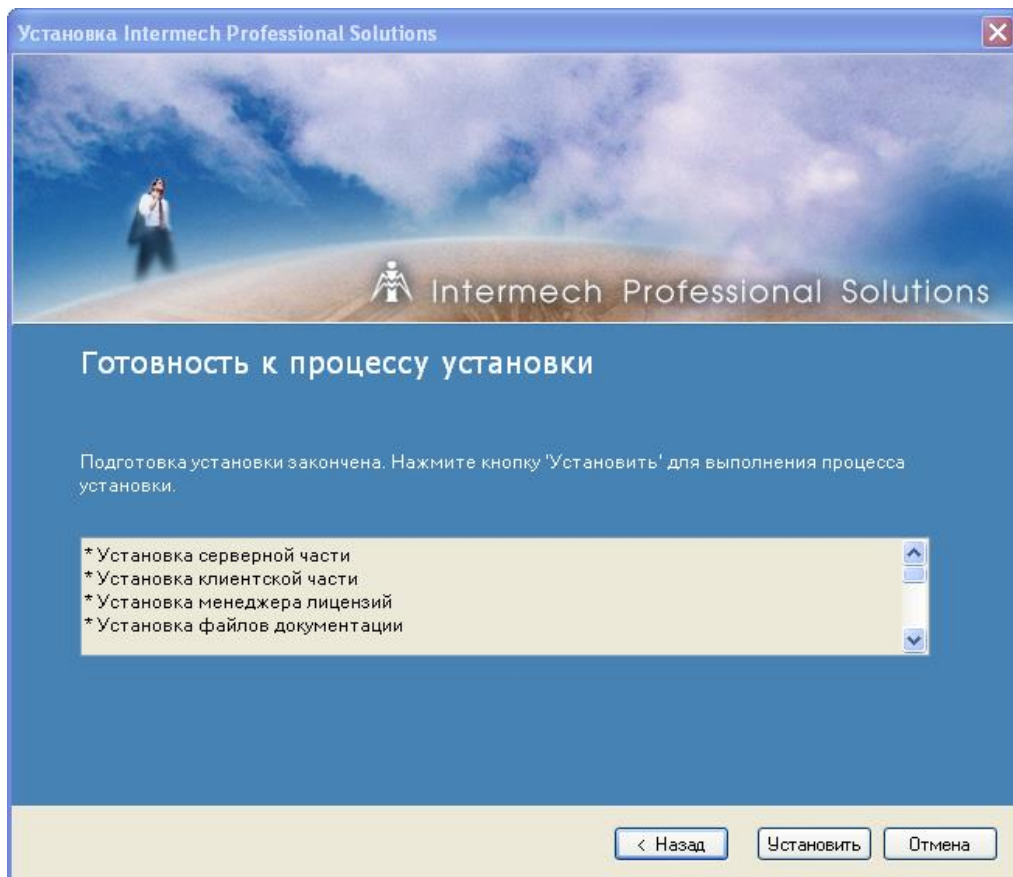 Установка Intermech Professional Solutions
Intermech Professional Solutions
Готовность к процессу установки
Подготовка установки закончена. Нажмите кнопку 'Установить' для выполнения процесса
установки.
* Установка серверной части
* Установка клиентской части
* Установка менеджера лицензий
* Установка файлов документации
< Назад
Установить
Отмена